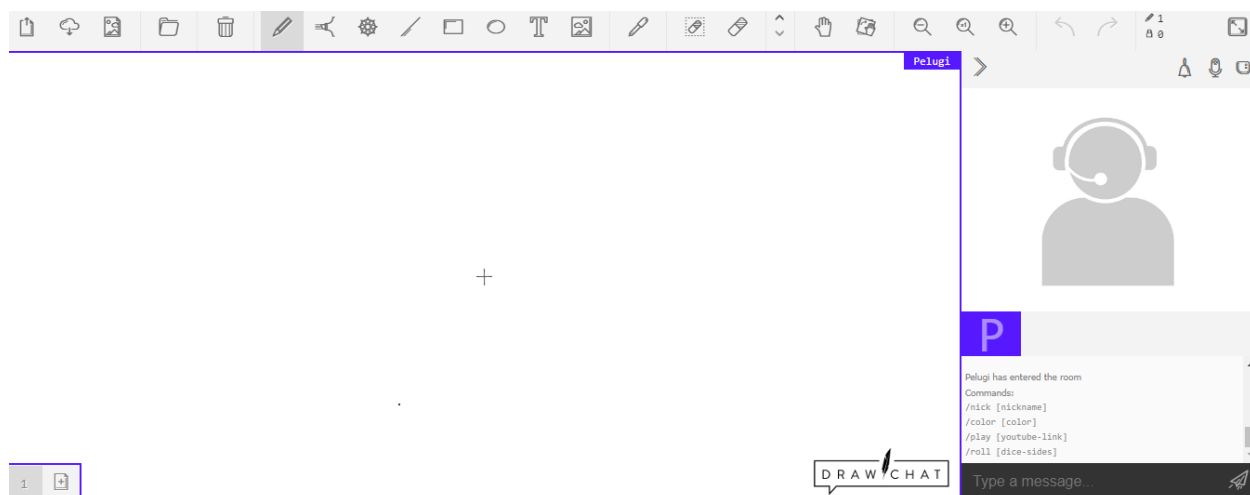 1
0
Pelugi
P
Pelugi has entered the room
Commands:
/nick [nickname]
/color [color]
/play [youtube-link]
/roll [dice-sides]
1
DRAW CHAT
Type a message...